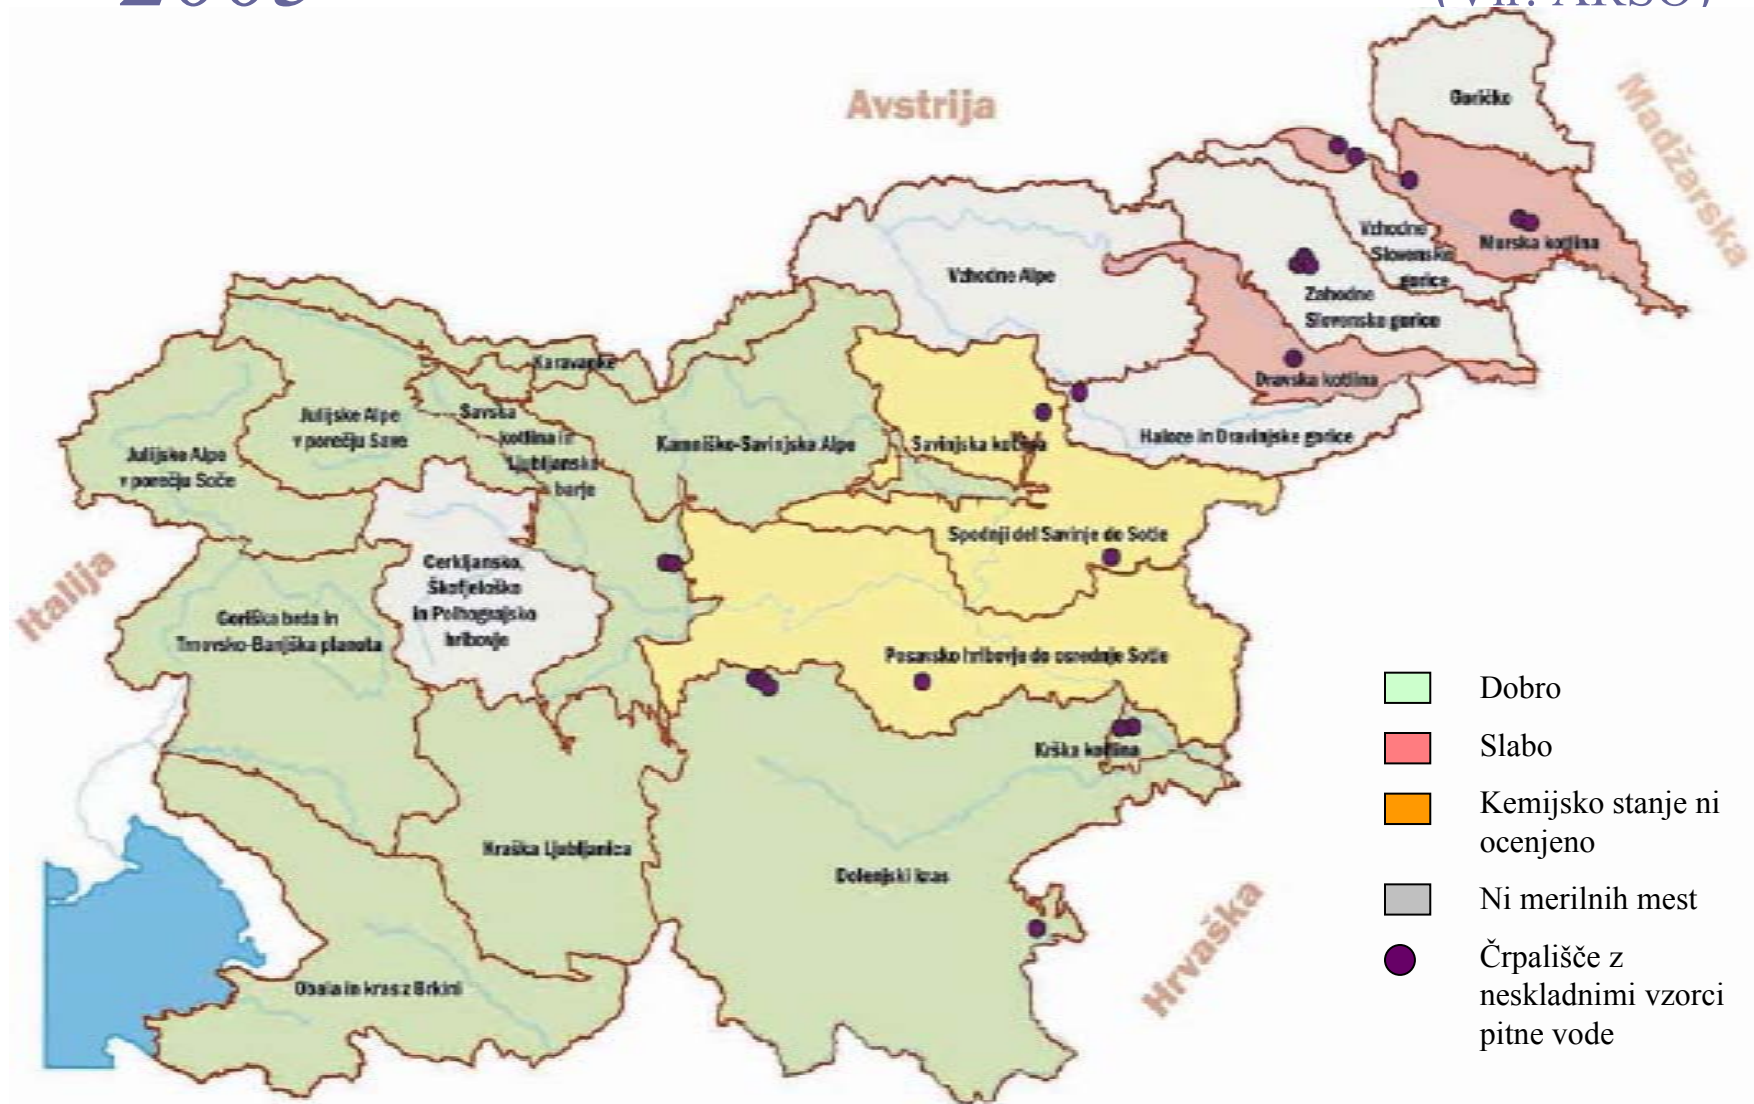 (Vir: ARSO)
Avstrija
Madžarska
Goričko
Murska kotlina
Vzhodne
Slovenske
gorice
Zahodne
Slovenske gorice
Vzhodne Alpe
Dravska kotlina
Haloze in Dravinjske gorice
Karavanke
Savska
kotlina in
Ljubljansko
barje
Julijske Alpe
v porečju Save
Julijske Alpe
v porečju Soče
Kamniško-Savinjske Alpe
Savinjska kotlina
Spodnji del Savinje do Sotle
Cerkljansko,
Škofjeloško
in Polhograjsko
hribovje
Italija
Goriška brda in
Trnovsko-Banjška planota
Posavsko hribovje do osrednje Sotle
Krška kotlina
Kraška Ljubljanica
Dolenjski kras
Obala in kras z Brkini
Hrvaška
Dobro
Slabo
Kemijsko stanje ni
ocenjeno
Ni merilnih mest
Črpališče z
neskladnimi vzorci
pitne vode